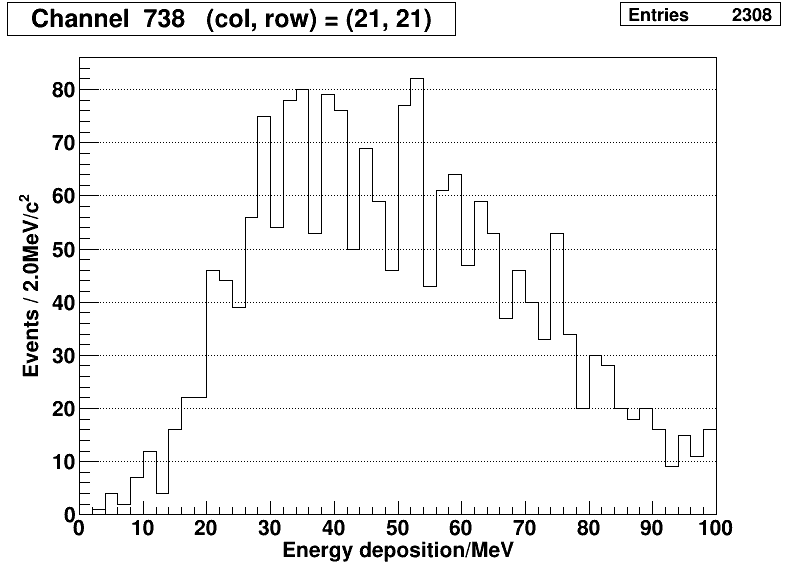 Channel 738 (col, row) = (21, 21)
Entries 2308
Events / 2.0MeV/c²
80
70
60
50
40
30
20
10
0
0 10 20 30 40 50 60 70 80 90 100
Energy deposition/MeV